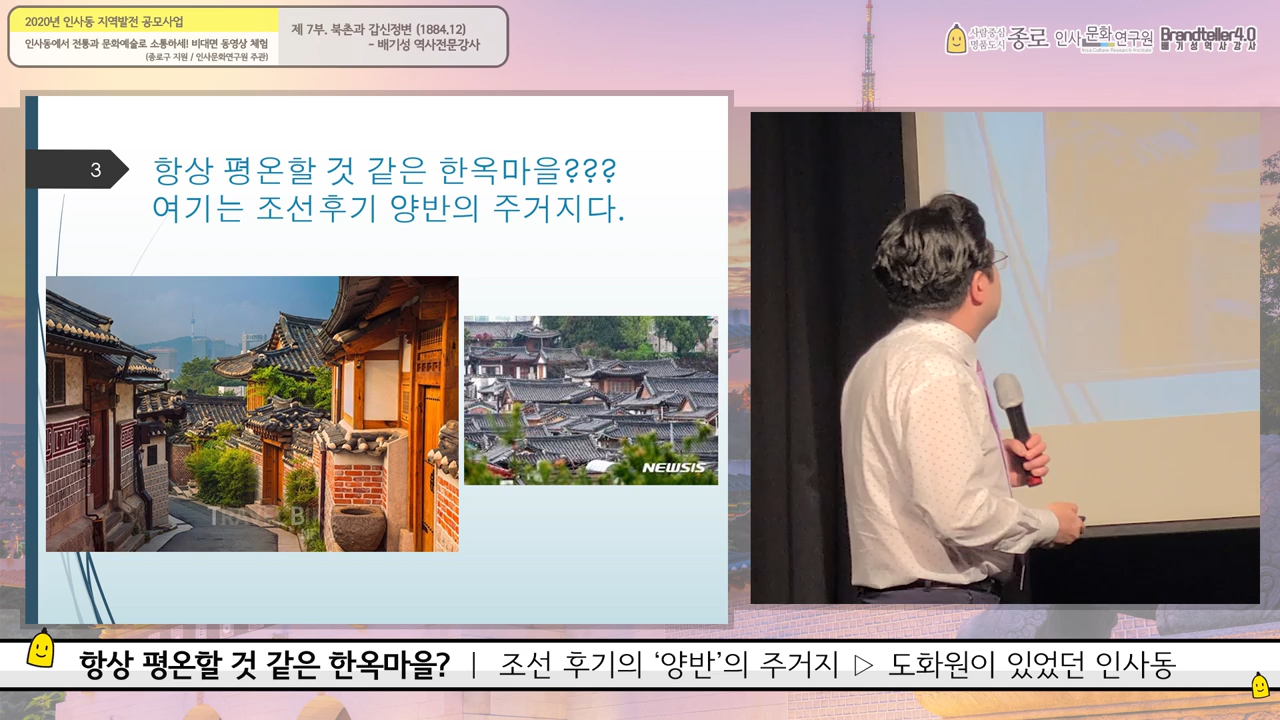 2020년 인사동 지역발전 공모사업
인사동에서 전통과 문화예술로 소통하세! 비대면 동영상 체험
(종로구 지원 / 인사문화연구원 주관)
제 7부. 북촌과 갑신정변 (1884.12)
- 배기성 역사전문강사
사람중심
명품도시
종로
인사문화연구원
Insa Culture Research Institute
Brandteller4.0
배기성역사강사
3
항상 평온할 것 같은 한옥마을???
여기는 조선후기 양반의 주거지다.
NEWSIS
항상 평온할 것 같은 한옥마을? | 조선 후기의 ‘양반’의 주거지 ▷ 도화원이 있었던 인사동